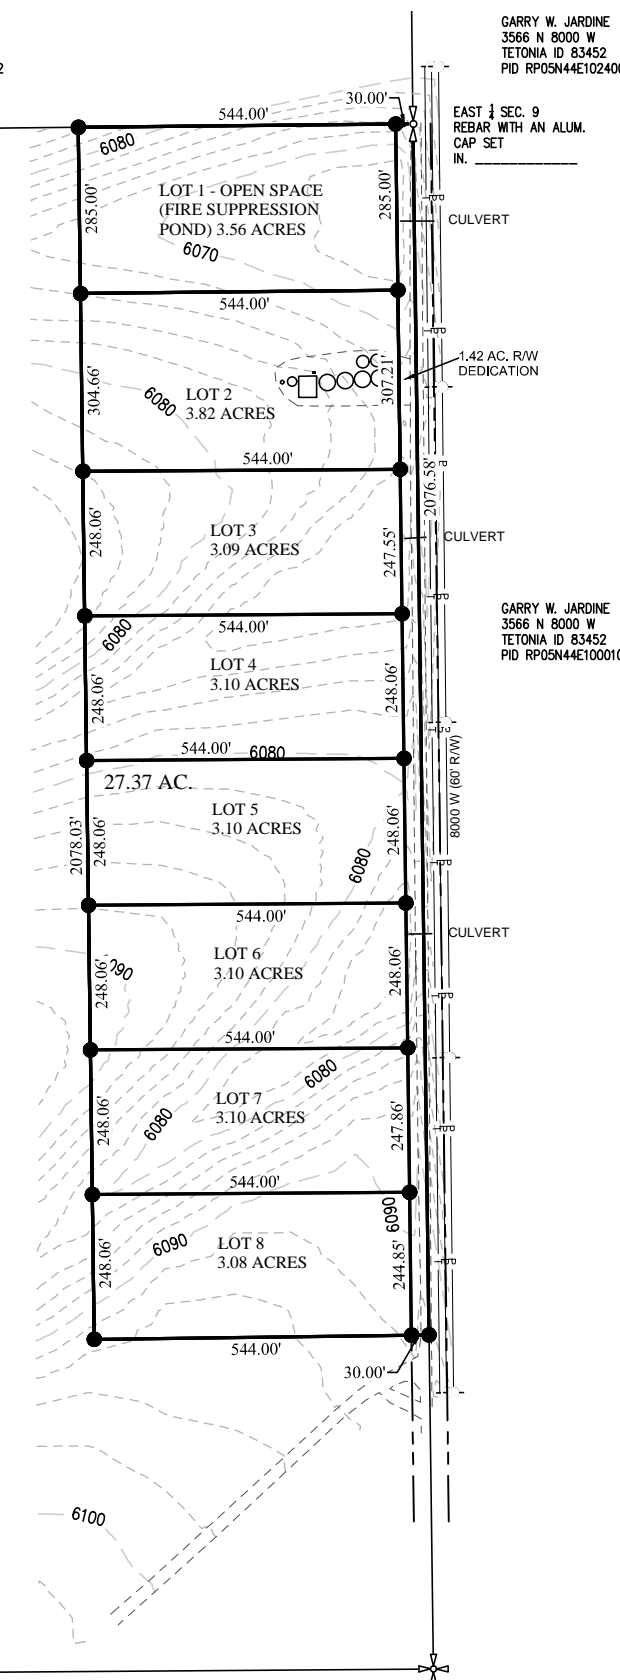 GARRY W. JARDINE
3566 N 8000 W
TETONIA ID 83452
PID RP05N44E102400
2
30.00'
544.00'
EAST 1/4 SEC. 9
REBAR WITH AN ALUM.
CAP SET
IN. ____________
6080
285.00'
LOT 1 - OPEN SPACE
(FIRE SUPPRESSION
POND) 3.56 ACRES
285.00'
CULVERT
6070
544.00'
1.42 AC. R/W
DEDICATION
304.66'
6080
LOT 2
3.82 ACRES
307.21'
544.00'
2076.58'
248.06'
LOT 3
3.09 ACRES
247.55'
CULVERT
544.00'
6080
GARRY W. JARDINE
3566 N 8000 W
TETONIA ID 83452
PID RP05N44E100010
248.06'
LOT 4
3.10 ACRES
248.06'
544.00'
6080
8000 W (60' R/W)
27.37 AC.
2078.03'
248.06'
LOT 5
3.10 ACRES
6080
248.06'
544.00'
CULVERT
248.06'
LOT 6
3.10 ACRES
248.06'
544.00'
6080
248.06'
6080
LOT 7
3.10 ACRES
247.86'
544.00'
6090
248.06'
6090
LOT 8
3.08 ACRES
244.85'
544.00'
30.00'
6100